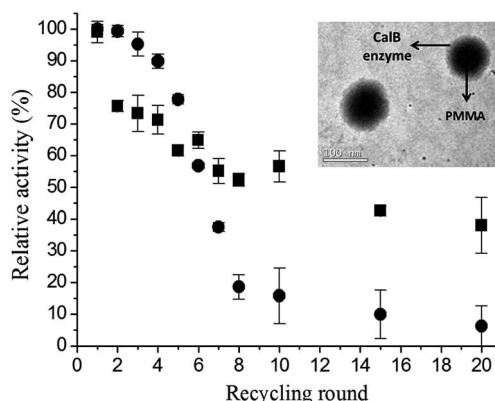 100
90
80
70
60
50
40
30
20
10
0
Relative activity (%)
0 2 4 6 8 10 12 14 16 18 20
Recycling round
CalB
enzyme
PMMA
100 nm